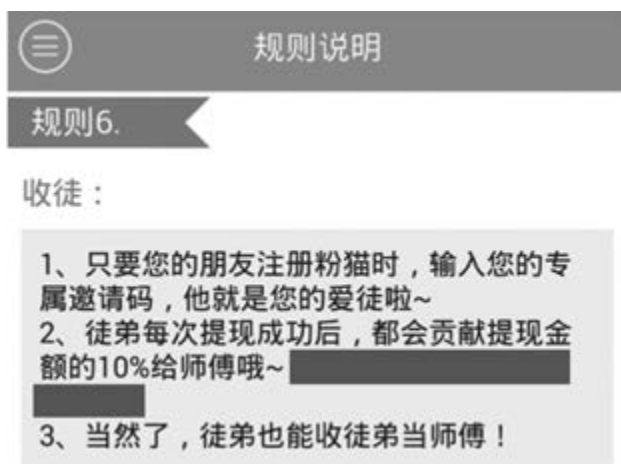 规则说明
规则6.
收徒：
1、只要您的朋友注册粉猫时，输入您的专
属邀请码，他就是您的爱徒啦~
2、徒弟每次提现成功后，都会贡献提现金
额的10%给师傅哦~
3、当然了，徒弟也能收徒弟当师傅！